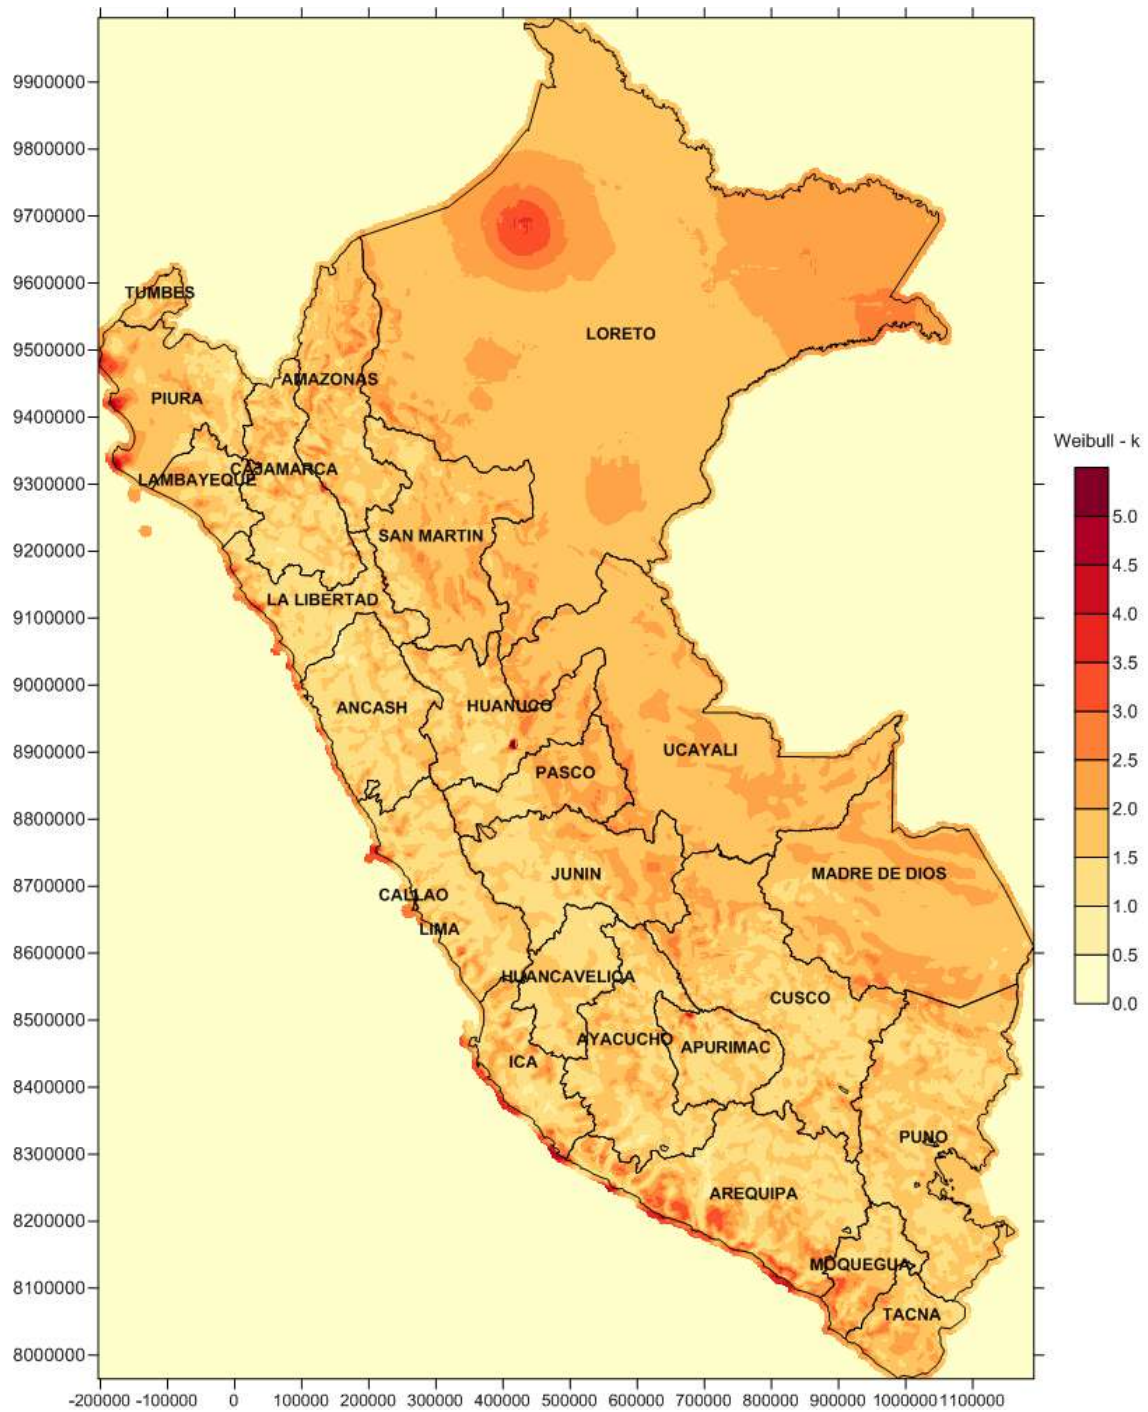 9900000
9800000
9700000
9600000
9500000
9400000
9300000
9200000
9100000
9000000
8900000
8800000
8700000
8600000
8500000
8400000
8300000
8200000
8100000
8000000
-200000 -100000 0 100000 200000 300000 400000 500000 600000 700000 800000 900000 1000000 1100000
TUMBES
LORETO
AMAZONAS
PIURA
CAJAMARCA
LAMBAYEQUE
SAN MARTIN
LA LIBERTAD
ANCASH
HUANUCO
UCAYALI
PASCO
JUNIN
MADRE DE DIOS
CALLAO
LIMA
HUANCAVELICA
CUSCO
AYACUCHO
APURIMAC
ICA
PUNO
AREQUIPA
MOQUEGUA
TACNA
Weibull - k
5.0
4.5
4.0
3.5
3.0
2.5
2.0
1.5
1.0
0.5
0.0